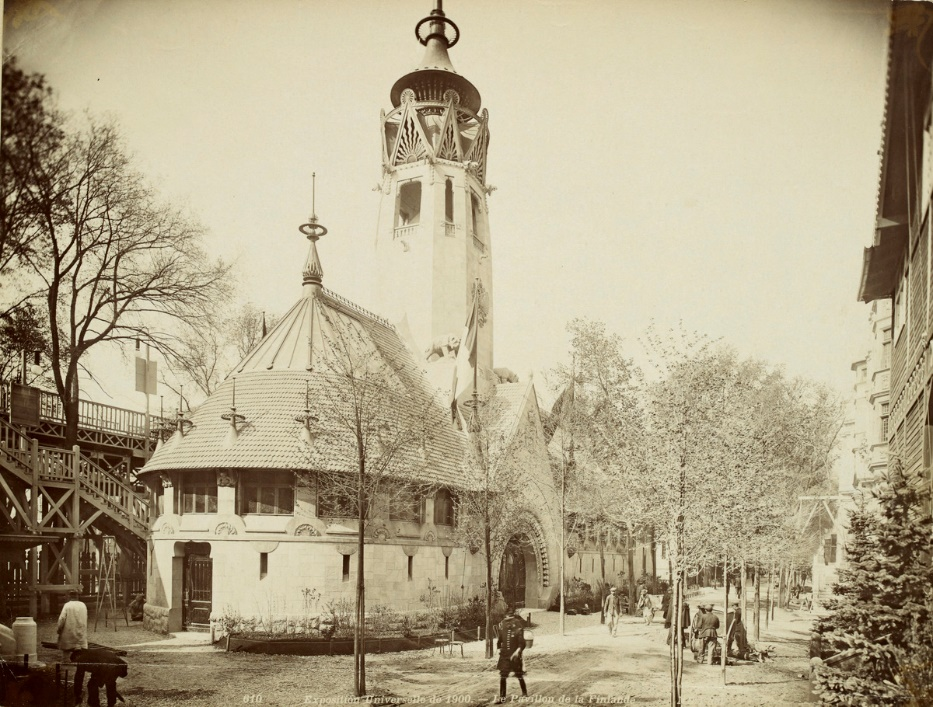 610 Exposition Universelle de 1900. — Le Pavillon de la Finlande